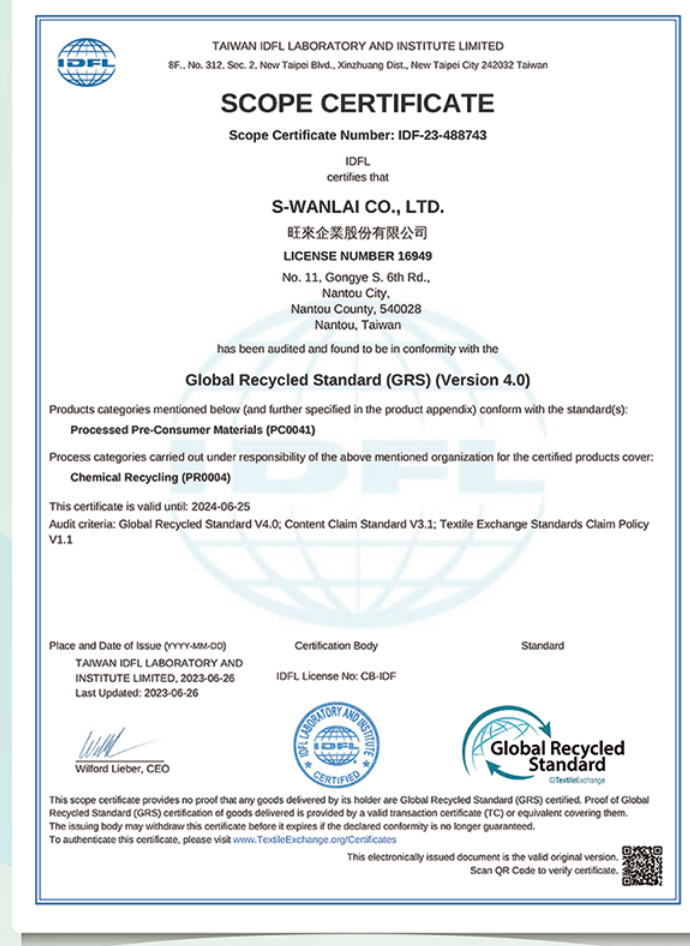 IDFL
TAIWAN IDFL LABORATORY AND INSTITUTE LIMITED
8F., No. 312, Sec. 2, New Taipei Blvd., Xinzhuang Dist., New Taipei City 242032 Taiwan
SCOPE CERTIFICATE
Scope Certificate Number: IDF-23-488743
IDFL
certifies that
S-WANLAI CO., LTD.
旺來企業股份有限公司
LICENSE NUMBER 16949
No. 11, Gongye S. 6th Rd.,
Nantou City,
Nantou County, 540028
Nantou, Taiwan
has been audited and found to be in conformity with the
Global Recycled Standard (GRS) (Version 4.0)
Products categories mentioned below (and further specified in the product appendix) conform with the standard(s):
Processed Pre-Consumer Materials (PC0041)
Process categories carried out under responsibility of the above mentioned organization for the certified products cover:
Chemical Recycling (PR0004)
IDFL
This certificate is valid until: 2024-06-25
Audit criteria: Global Recycled Standard V4.0; Content Claim Standard V3.1; Textile Exchange Standards Claim Policy
V1.1
Place and Date of Issue (YYYY-MM-DD)
TAIWAN IDFL LABORATORY AND
INSTITUTE LIMITED, 2023-06-26
Last Updated: 2023-06-26
Wilford Lieber, CEO
Certification Body
IDFL License No: CB-IDF
IDFL LABORATORY AND INSTITUTE
IDFL
CERTIFIED
Standard
Global Recycled
Standard
©TextileExchange
This scope certificate provides no proof that any goods delivered by its holder are Global Recycled Standard (GRS) certified. Proof of Global
Recycled Standard (GRS) certification of goods delivered is provided by a valid transaction certificate (TC) or equivalent covering them.
The issuing body may withdraw this certificate before it expires if the declared conformity is no longer guaranteed.
To authenticate this certificate, please visit www.TextileExchange.org/Certificates
This electronically issued document is the valid original version.
Scan QR Code to verify certificate.